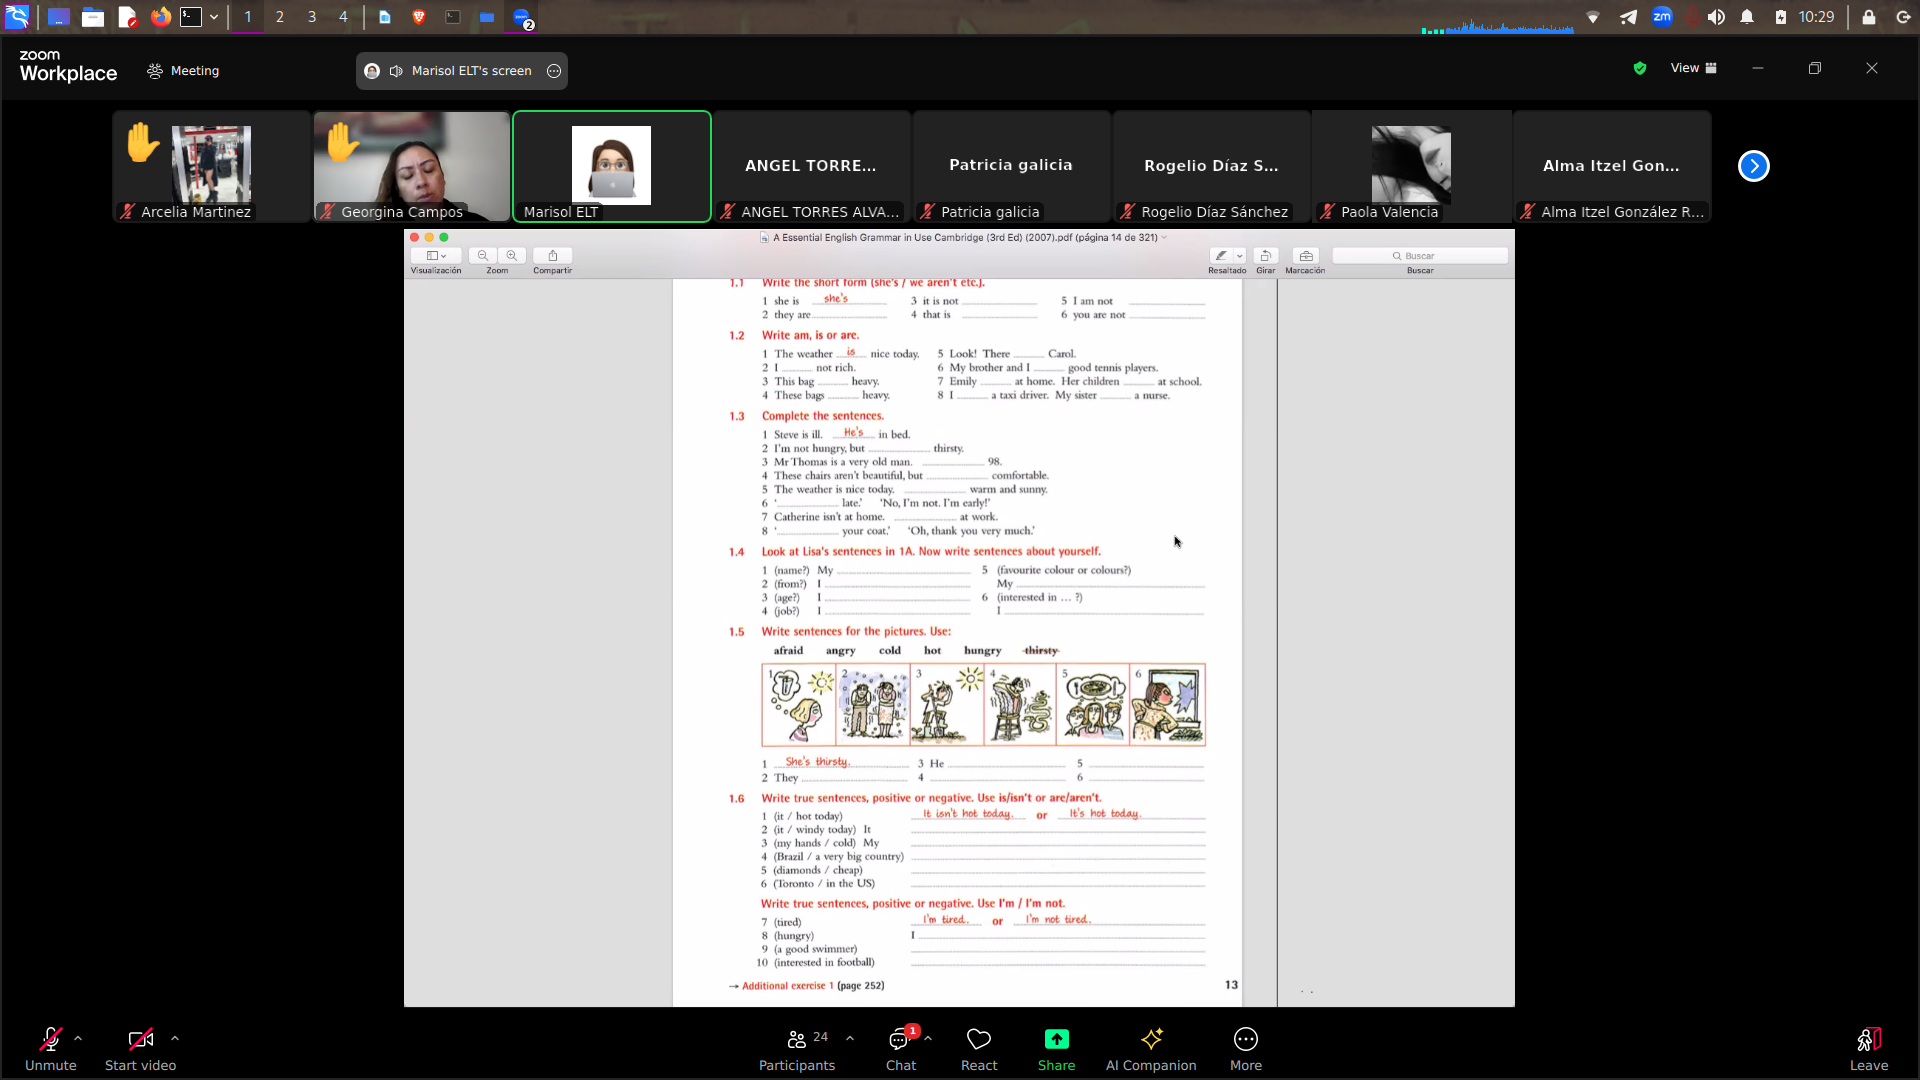 1 2 3 4 2 zm 10:29
zoom
Workplace Meeting Marisol ELT's screen View
ANGEL TORRE... Patricia galicia Rogelio Díaz S... Alma Itzel Gon...
Arcelia Martinez Georgina Campos Marisol ELT ANGEL TORRES ALVA... Patricia galicia Rogelio Díaz Sánchez Paola Valencia Alma Itzel González R...
A Essential English Grammar in Use Cambridge (3rd Ed) (2007).pdf (página 14 de 321)
Buscar
Visualización Zoom Compartir Resaltado Girar Marcación Buscar
1.1 Write the short form (she's / we aren't etc.).
1 she is she's 3 it is not 5 I am not
2 they are 4 that is 6 you are not
1.2 Write am, is or are.
1 The weather is nice today. 5 Look! There Carol.
2 I not rich. 6 My brother and I good tennis players.
3 This bag heavy. 7 Emily at home. Her children at school.
4 These bags heavy. 8 I a taxi driver. My sister a nurse.
1.3 Complete the sentences.
1 Steve is ill. He's in bed.
2 I'm not hungry, but thirsty.
3 Mr Thomas is a very old man. 98.
4 These chairs aren't beautiful, but comfortable.
5 The weather is nice today. warm and sunny.
6 ' late.' 'No, I'm not. I'm early!'
7 Catherine isn't at home. at work.
8 ' your coat.' 'Oh, thank you very much.'
1.4 Look at Lisa's sentences in 1A. Now write sentences about yourself.
1 (name?) My 5 (favourite colour or colours?)
2 (from?) I My
3 (age?) I 6 (interested in ... ?)
4 (job?) I I
1.5 Write sentences for the pictures. Use:
afraid angry cold hot hungry thirsty
1 2 3 4 5 6
1 She's thirsty. 3 He 5
2 They 4 6
1.6 Write true sentences, positive or negative. Use is/isn't or are/aren't.
1 (it / hot today) It isn't hot today. or It's hot today.
2 (it / windy today) It
3 (my hands / cold) My
4 (Brazil / a very big country)
5 (diamonds / cheap)
6 (Toronto / in the US)
Write true sentences, positive or negative. Use I'm / I'm not.
7 (tired) I'm tired. or I'm not tired.
8 (hungry) I
9 (a good swimmer)
10 (interested in football)
→ Additional exercise 1 (page 252) 13
24 1
Unmute Start video Participants Chat React Share AI Companion More Leave